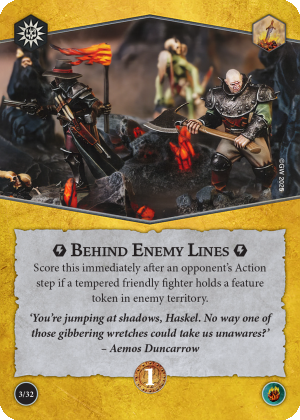 ©GW 2025
BEHIND ENEMY LINES
Score this immediately after an opponent's Action
step if a tempered friendly fighter holds a feature
token in enemy territory.
‘You're jumping at shadows, Haskel. No way one of
those gibbering wretches could take us unawares?’
– Aemos Duncarrow
1
3/32